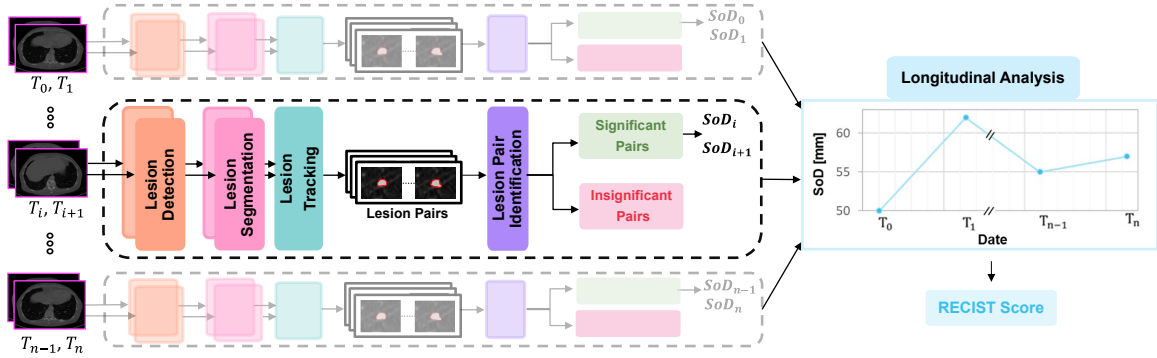 T₀, T₁
SoD₀
SoD₁
Tᵢ, Tᵢ₊₁
Lesion
Detection
Lesion
Segmentation
Lesion
Tracking
Lesion Pairs
Lesion Pair
Identification
Significant
Pairs
Insignificant
Pairs
SoDᵢ
SoDᵢ₊₁
Tₙ₋₁, Tₙ
SoDₙ₋₁
SoDₙ
Longitudinal Analysis
SoD [mm]
60
55
50
T₀
T₁
Tₙ₋₁
Tₙ
Date
RECIST Score